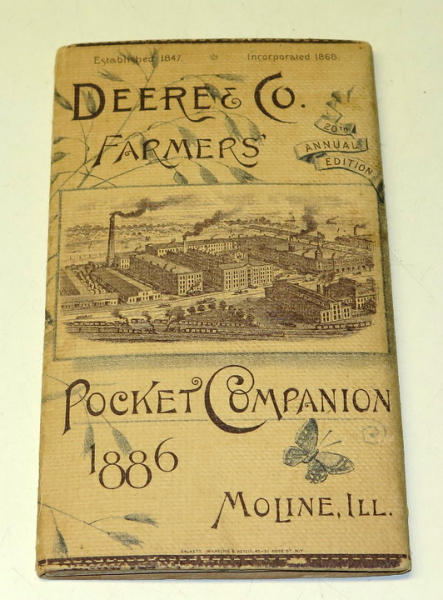 Established 1847. Incorporated 1868.
DEERE & CO.
FARMERS'
20TH
ANNUAL
EDITION
POCKET COMPANION
1886
MOLINE, ILL.